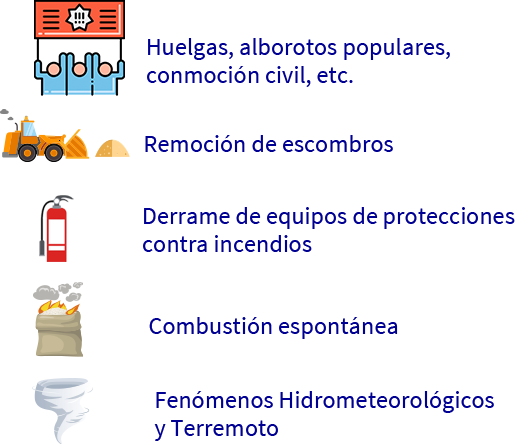 Huelgas, alborotos populares,
conmoción civil, etc.
Remoción de escombros
Derrame de equipos de protecciones
contra incendios
Combustión espontánea
Fenómenos Hidrometeorológicos
y Terremoto